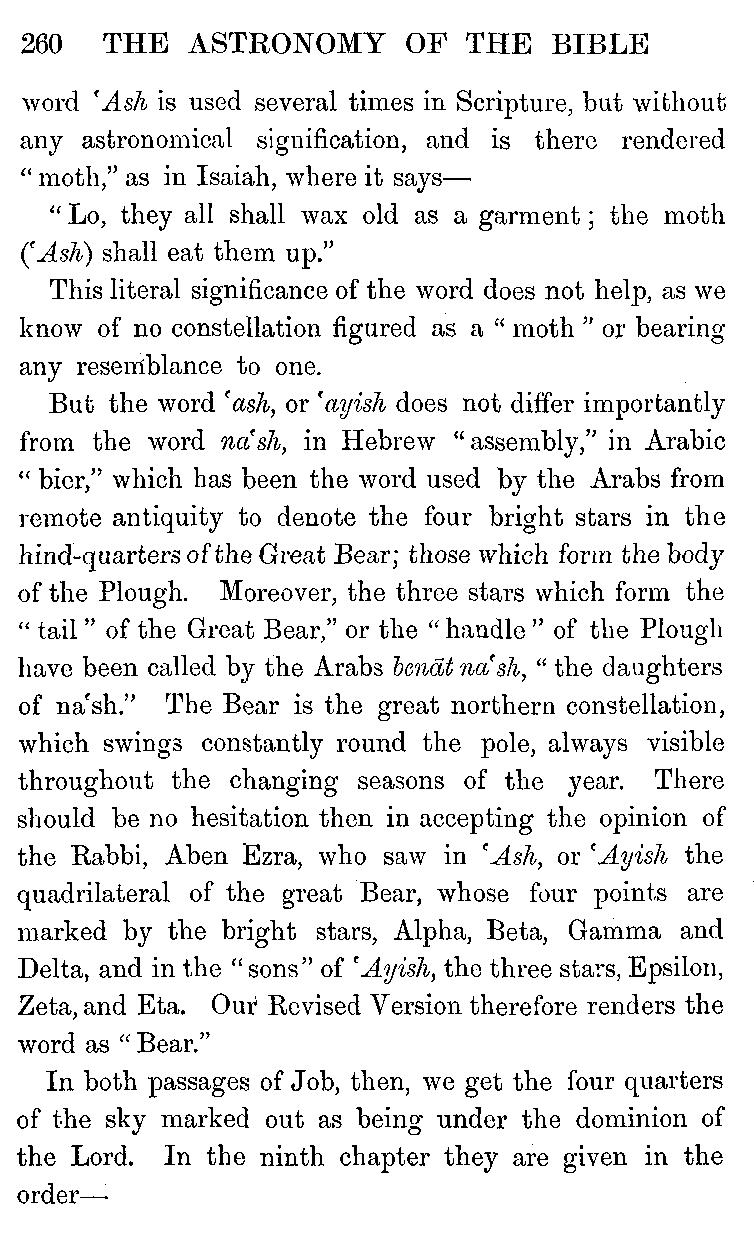 260 THE ASTRONOMY OF THE BIBLE
word ʿAsh is used several times in Scripture, but without
any astronomical signification, and is there rendered
“moth,” as in Isaiah, where it says—
“Lo, they all shall wax old as a garment; the moth
(ʿAsh) shall eat them up.”
This literal significance of the word does not help, as we
know of no constellation figured as a “moth” or bearing
any resemblance to one.
But the word ʿash, or ʿayish does not differ importantly
from the word naʿsh, in Hebrew “assembly,” in Arabic
“bier,” which has been the word used by the Arabs from
remote antiquity to denote the four bright stars in the
hind-quarters of the Great Bear; those which form the body
of the Plough. Moreover, the three stars which form the
“tail” of the Great Bear,” or the “handle” of the Plough
have been called by the Arabs benāt naʿsh, “the daughters
of naʿsh.” The Bear is the great northern constellation,
which swings constantly round the pole, always visible
throughout the changing seasons of the year. There
should be no hesitation then in accepting the opinion of
the Rabbi, Aben Ezra, who saw in ʿAsh, or ʿAyish the
quadrilateral of the great Bear, whose four points are
marked by the bright stars, Alpha, Beta, Gamma and
Delta, and in the “sons” of ʿAyish, the three stars, Epsilon,
Zeta, and Eta. Our Revised Version therefore renders the
word as “Bear.”
In both passages of Job, then, we get the four quarters
of the sky marked out as being under the dominion of
the Lord. In the ninth chapter they are given in the
order—